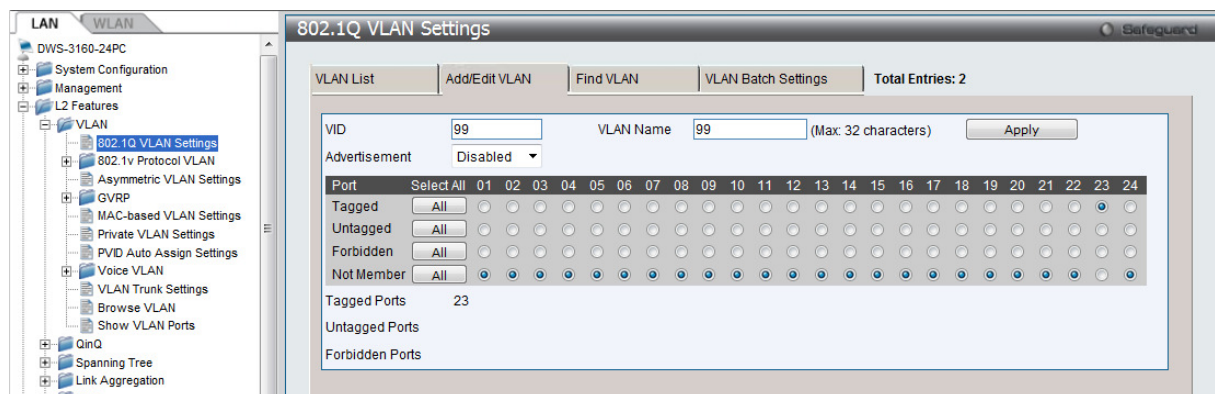 LAN WLAN
DWS-3160-24PC
System Configuration
Management
L2 Features
VLAN
802.1Q VLAN Settings
802.1v Protocol VLAN
Asymmetric VLAN Settings
GVRP
MAC-based VLAN Settings
Private VLAN Settings
PVID Auto Assign Settings
Voice VLAN
VLAN Trunk Settings
Browse VLAN
Show VLAN Ports
QinQ
Spanning Tree
Link Aggregation
802.1Q VLAN Settings Safeguard
VLAN List Add/Edit VLAN Find VLAN VLAN Batch Settings Total Entries: 2
VID 99 VLAN Name 99 (Max: 32 characters) Apply
Advertisement Disabled
Port Select All 01 02 03 04 05 06 07 08 09 10 11 12 13 14 15 16 17 18 19 20 21 22 23 24
Tagged All
Untagged All
Forbidden All
Not Member All
Tagged Ports 23
Untagged Ports
Forbidden Ports